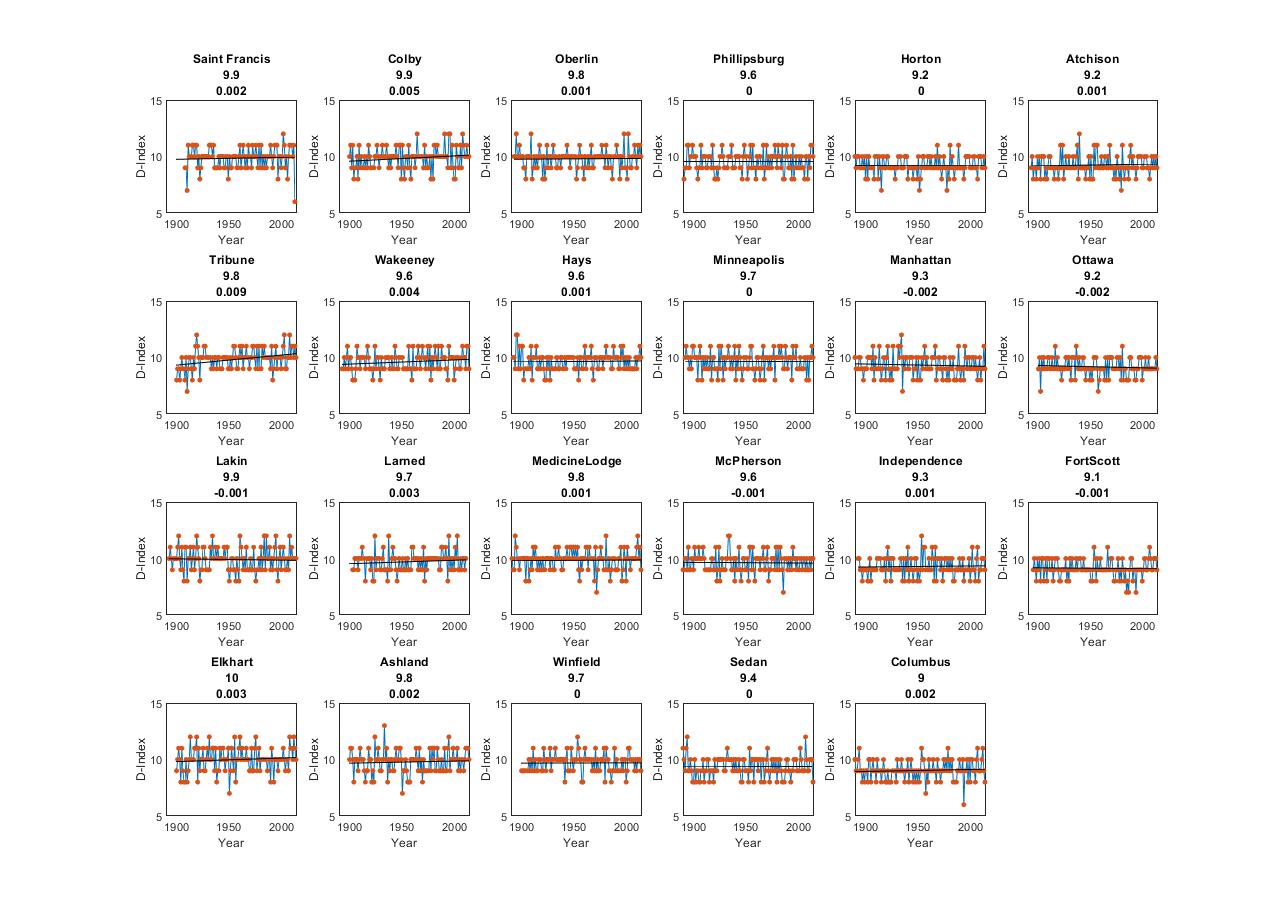 Saint Francis
9.9
0.002
15
10
5
D-Index
1900 1950 2000
Year
Colby
9.9
0.005
15
10
5
D-Index
1900 1950 2000
Year
Oberlin
9.8
0.001
15
10
5
D-Index
1900 1950 2000
Year
Phillipsburg
9.6
0
15
10
5
D-Index
1900 1950 2000
Year
Horton
9.2
0
15
10
5
D-Index
1900 1950 2000
Year
Atchison
9.2
0.001
15
10
5
D-Index
1900 1950 2000
Year
Tribune
9.8
0.009
15
10
5
D-Index
1900 1950 2000
Year
Wakeeney
9.6
0.004
15
10
5
D-Index
1900 1950 2000
Year
Hays
9.6
0.001
15
10
5
D-Index
1900 1950 2000
Year
Minneapolis
9.7
0
15
10
5
D-Index
1900 1950 2000
Year
Manhattan
9.3
-0.002
15
10
5
D-Index
1900 1950 2000
Year
Ottawa
9.2
-0.002
15
10
5
D-Index
1900 1950 2000
Year
Lakin
9.9
-0.001
15
10
5
D-Index
1900 1950 2000
Year
Larned
9.7
0.003
15
10
5
D-Index
1900 1950 2000
Year
MedicineLodge
9.8
0.001
15
10
5
D-Index
1900 1950 2000
Year
McPherson
9.6
-0.001
15
10
5
D-Index
1900 1950 2000
Year
Independence
9.3
0.001
15
10
5
D-Index
1900 1950 2000
Year
FortScott
9.1
-0.001
15
10
5
D-Index
1900 1950 2000
Year
Elkhart
10
0.003
15
10
5
D-Index
1900 1950 2000
Year
Ashland
9.8
0.002
15
10
5
D-Index
1900 1950 2000
Year
Winfield
9.7
0
15
10
5
D-Index
1900 1950 2000
Year
Sedan
9.4
0
15
10
5
D-Index
1900 1950 2000
Year
Columbus
9
0.002
15
10
5
D-Index
1900 1950 2000
Year